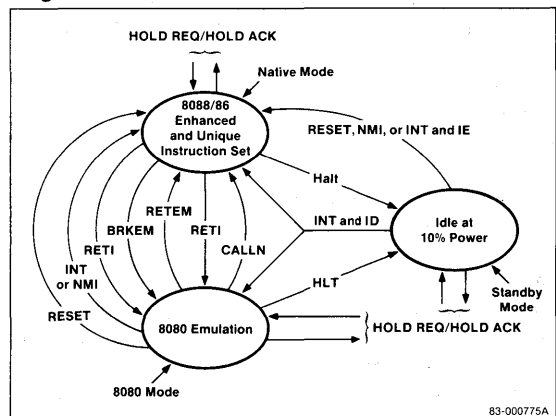 HOLD REQ/HOLD ACK
Native Mode
8088/86
Enhanced
and Unique
Instruction Set
RESET, NMI, or INT and IE
Halt
RETEM
BRKEM
RETI
INT and ID
RETI
CALLN
INT
or NMI
RESET
Idle at
10% Power
HLT
Standby
Mode
8080 Emulation
HOLD REQ/HOLD ACK
8080 Mode
83-000775A